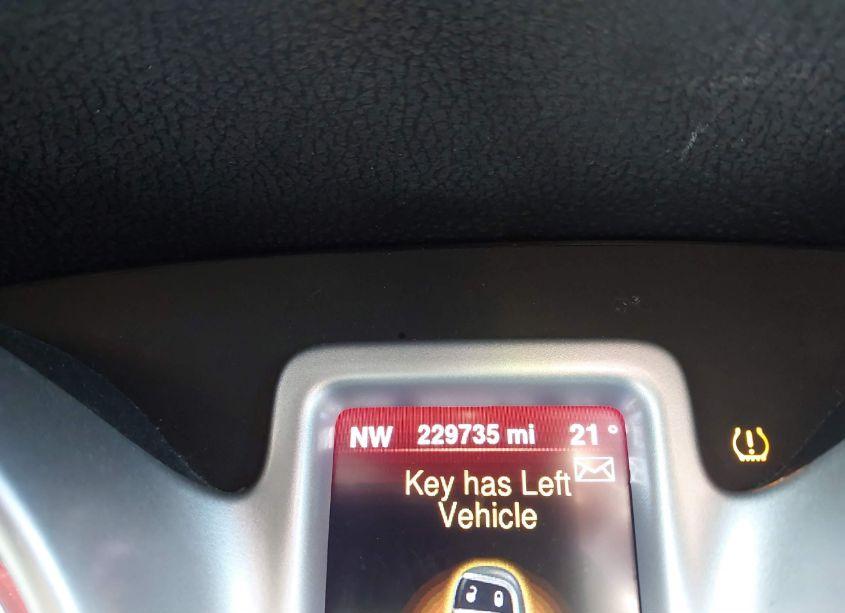 NW 229735 mi 21 °
Key has Left
Vehicle